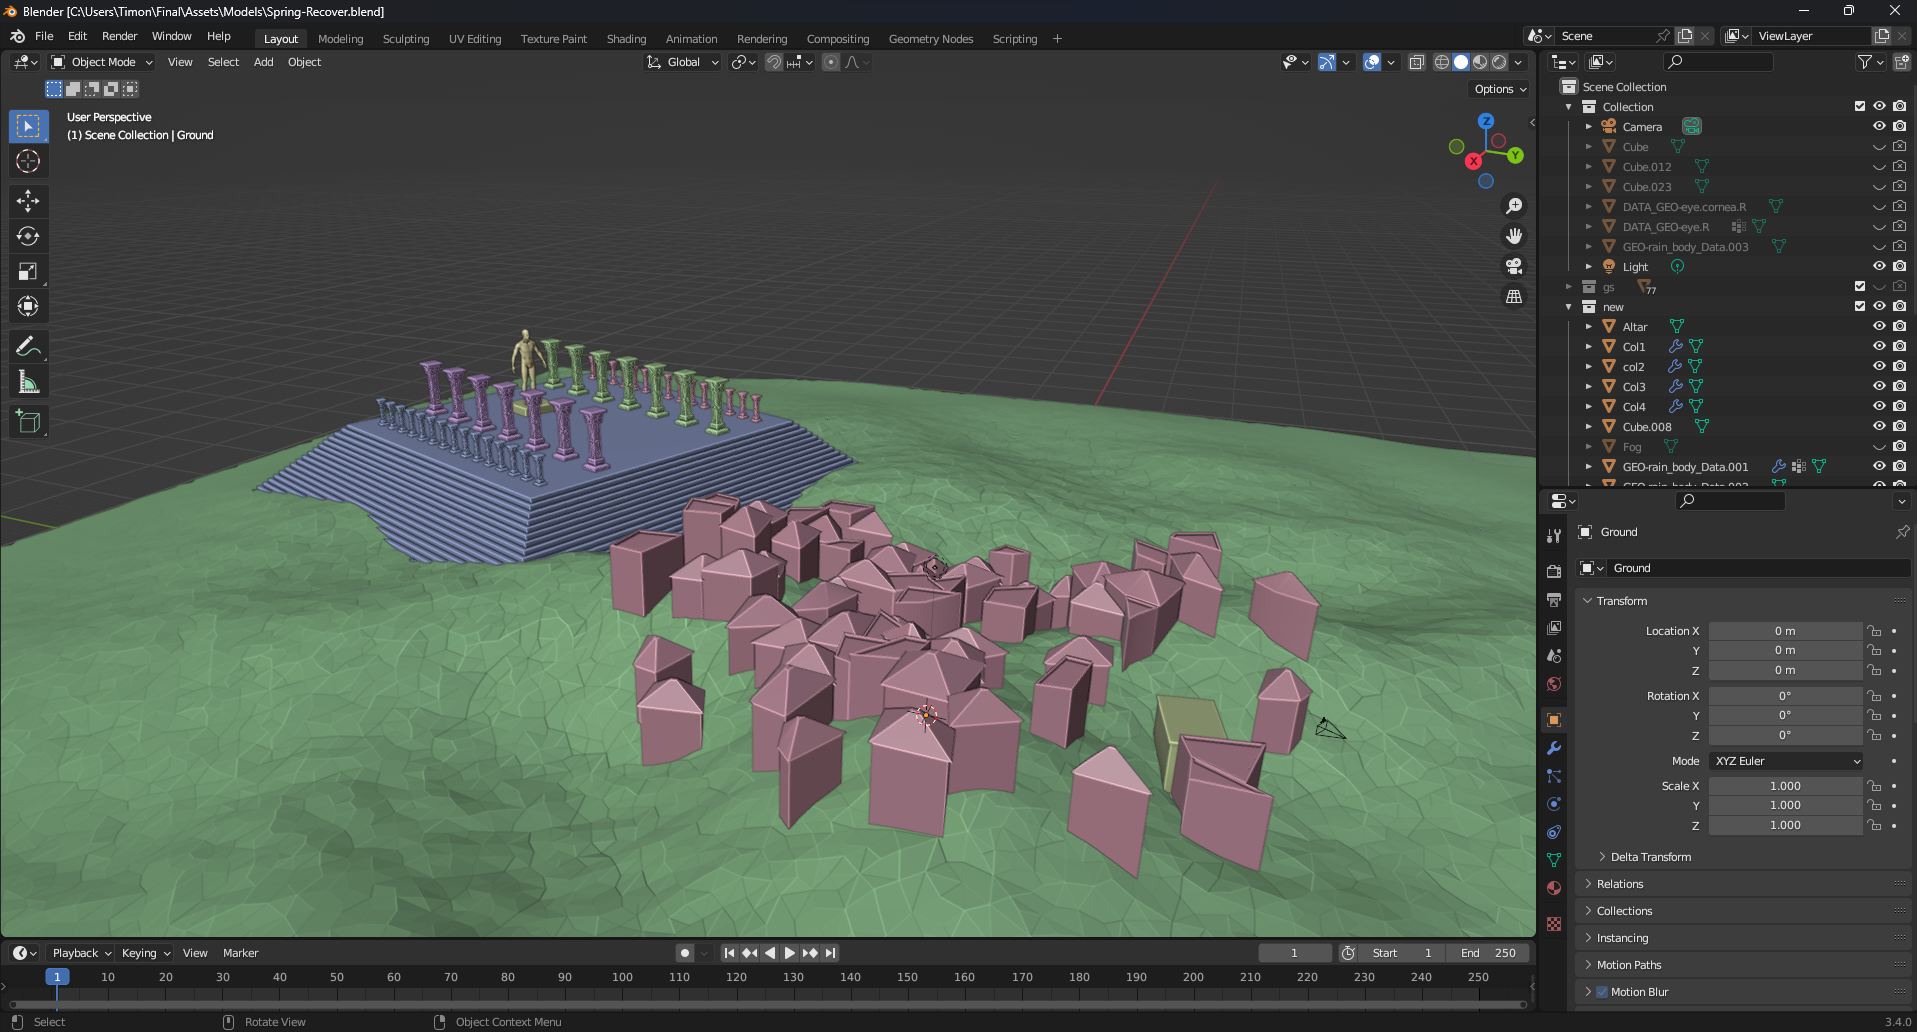 Blender [C:\Users\Timon\Final\Assets\Models\Spring-Recover.blend]
File Edit Render Window Help Layout Modeling Sculpting UV Editing Texture Paint Shading Animation Rendering Compositing Geometry Nodes Scripting + Scene ViewLayer
Object Mode View Select Add Object Global
Options
User Perspective
(1) Scene Collection | Ground
Z
Y
X
Scene Collection
Collection
Camera
Cube
Cube.012
Cube.023
DATA_GEO-eye.cornea.R
DATA_GEO-eye.R
GEO-rain_body_Data.003
Light
gs 77
new
Altar
Col1
col2
Col3
Col4
Cube.008
Fog
GEO-rain_body_Data.001
Ground
Ground
Transform
Location X 0 m
Y 0 m
Z 0 m
Rotation X 0°
Y 0°
Z 0°
Mode XYZ Euler
Scale X 1.000
Y 1.000
Z 1.000
Delta Transform
Relations
Collections
Instancing
Motion Paths
Motion Blur
Playback Keying View Marker 1 Start 1 End 250
1 10 20 30 40 50 60 70 80 90 100 110 120 130 140 150 160 170 180 190 200 210 220 230 240 250
Select Rotate View Object Context Menu 3.4.0